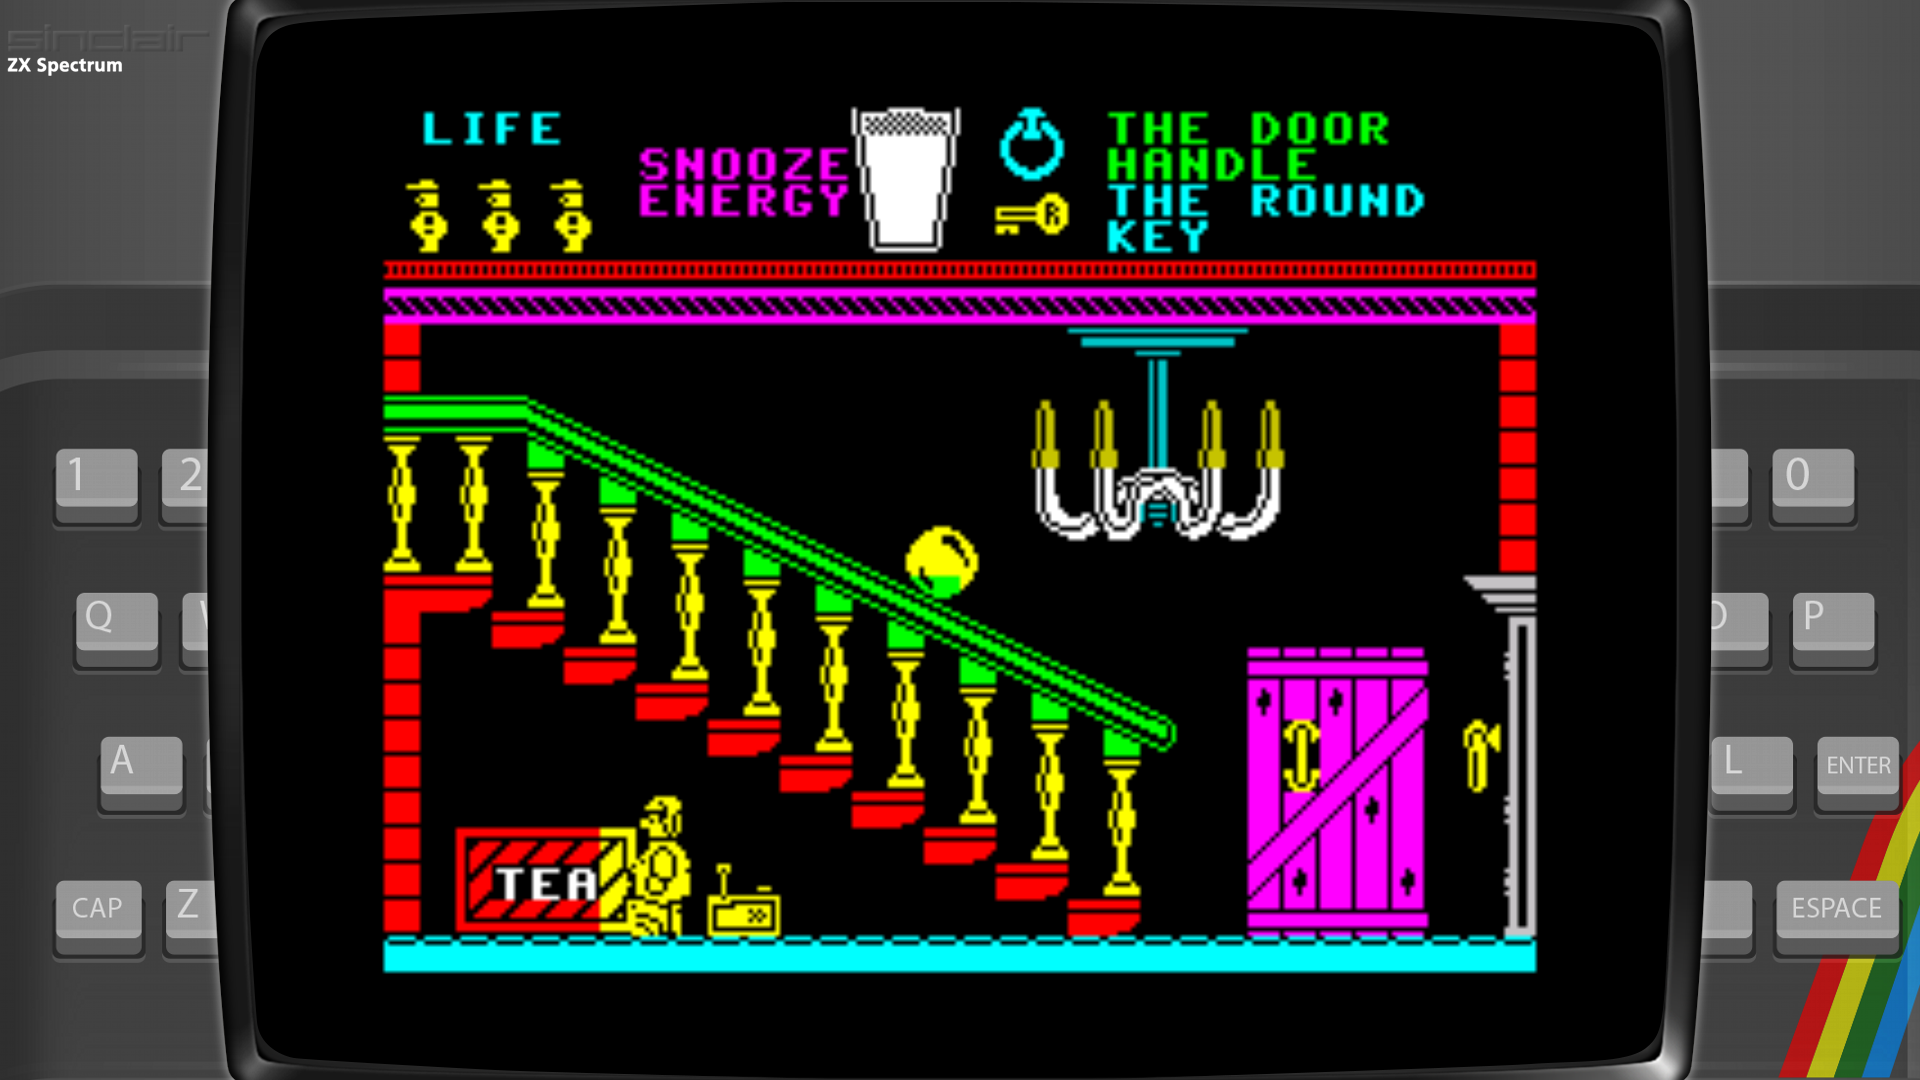 sinclair
ZX Spectrum
LIFE
SNOOZE
ENERGY
THE DOOR
HANDLE
THE ROUND
KEY
R
TEA
1
2
0
Q
P
A
L
ENTER
CAP
Z
ESPACE